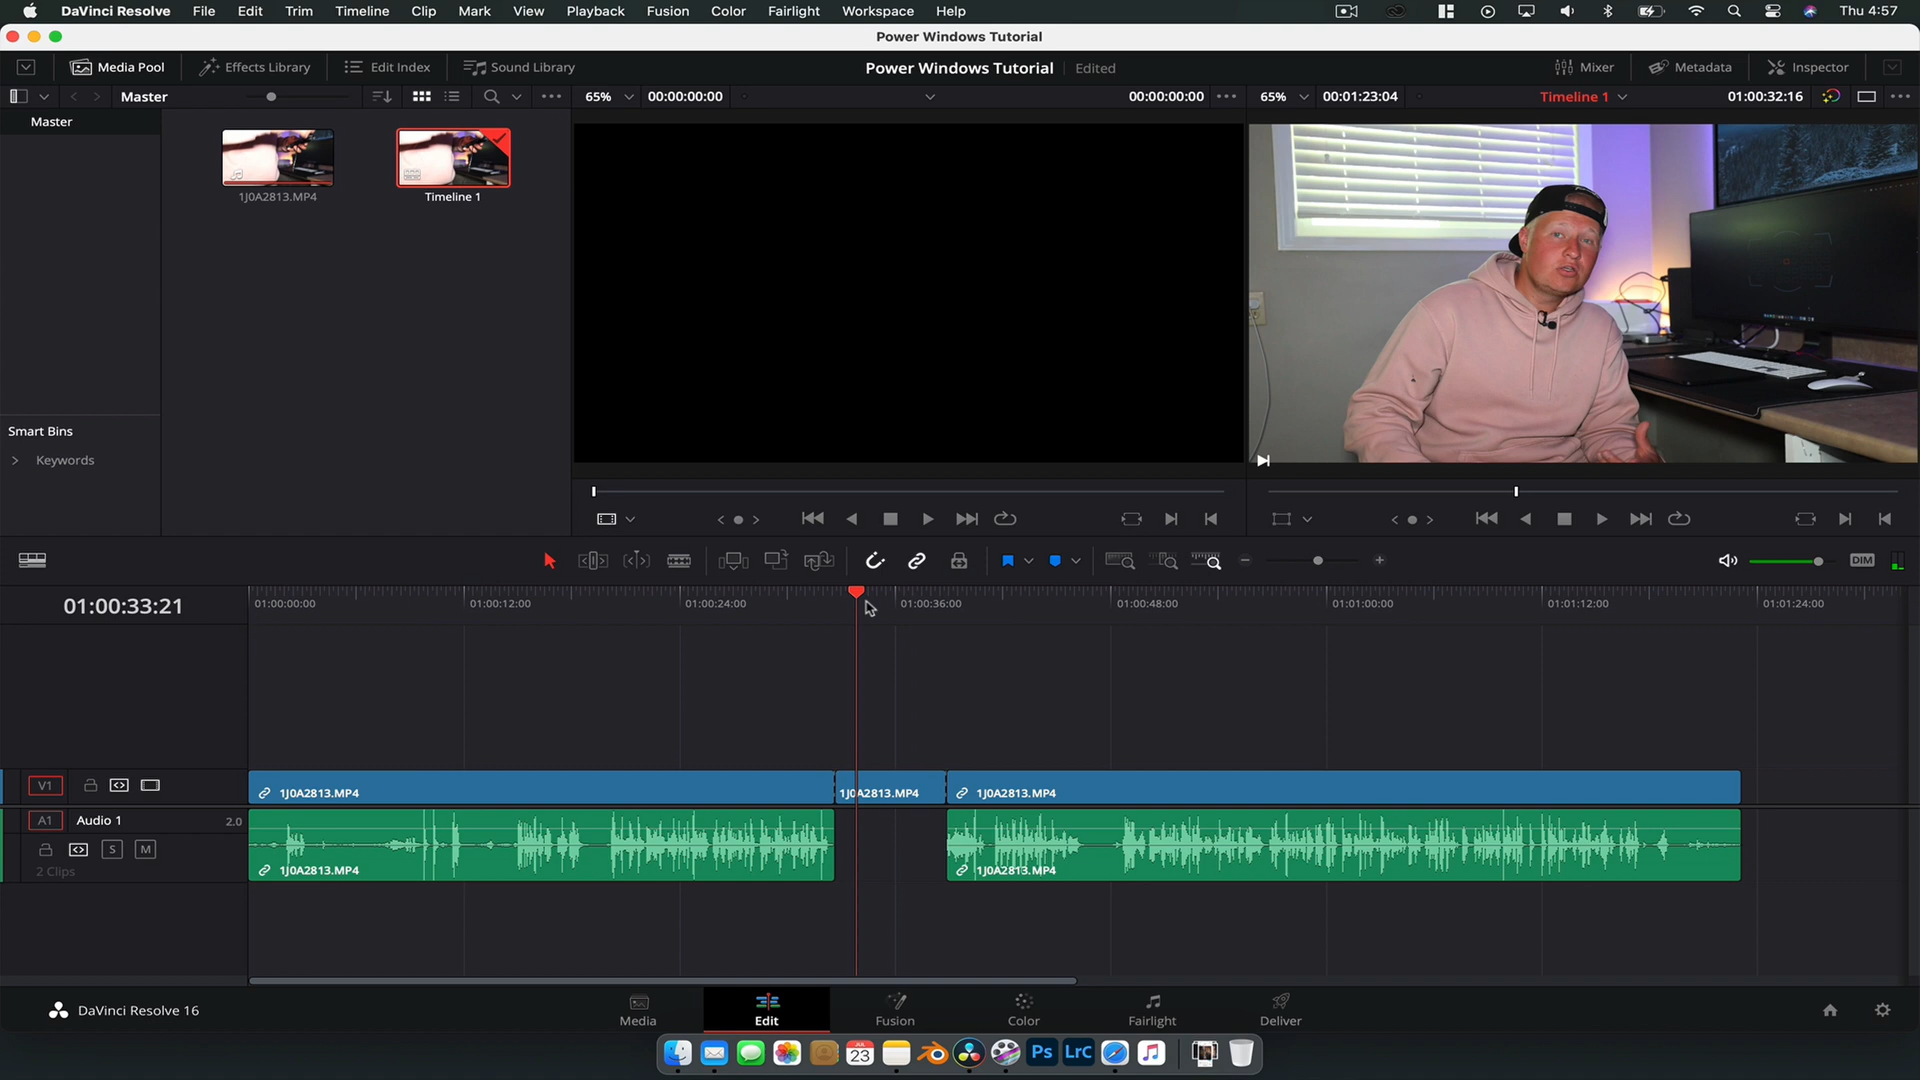 DaVinci Resolve File Edit Trim Timeline Clip Mark View Playback Fusion Color Fairlight Workspace Help Thu 4:57
Power Windows Tutorial
Media Pool Effects Library Edit Index Sound Library Power Windows Tutorial Edited Mixer Metadata Inspector
Master 65% 00:00:00:00 00:00:00:00 65% 00:01:23:04 Timeline 1 01:00:32:16
Master
1J0A2813.MP4 Timeline 1
Smart Bins
Keywords
DIM
01:00:33:21 01:00:00:00 01:00:12:00 01:00:24:00 01:00:36:00 01:00:48:00 01:01:00:00 01:01:12:00 01:01:24:00
V1 1J0A2813.MP4 1J0A2813.MP4 1J0A2813.MP4
A1 Audio 1 2.0
S M
2 Clips 1J0A2813.MP4 1J0A2813.MP4
DaVinci Resolve 16 Media Edit Fusion Color Fairlight Deliver
JUL
23 Ps LrC